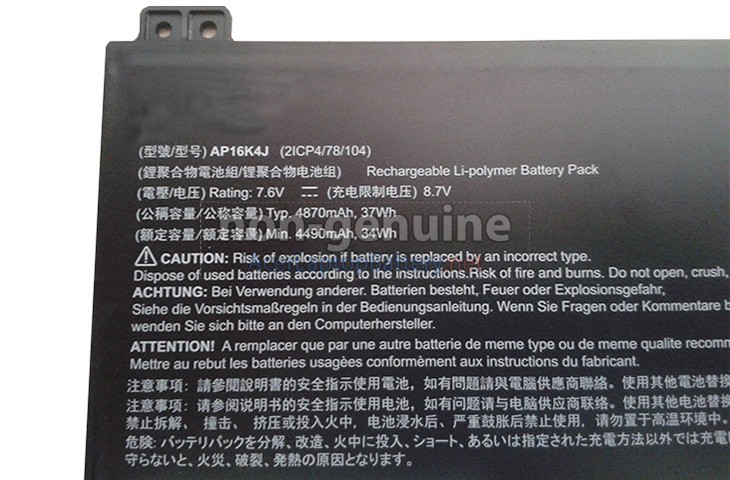 (型號/型号) AP16K4J (2ICP4/78/104)
(鋰聚合物電池組/锂聚合物电池组) Rechargeable Li-polymer Battery Pack
(電壓/电压) Rating: 7.6V (充电限制电压) 8.7V
(公稱容量/公称容量) Typ. 4870mAh, 37Wh
non-genuine
(額定容量/额定容量) Min. 4490mAh, 34Wh
CAUTION: Risk of explosion if battery is replaced by an incorrect type.
Dispose of used batteries according to the instructions.Risk of fire and burns. Do not open, crush,
ACHTUNG: Bei Verwendung anderer. Batterien besteht, Feuer oder Explosionsgefahr,
Siehe die Vorsichtsmaßregeln in der Bedienungsanleitung. Wenn Sie Fragen oder Kommentare b
wenden Sie sich bitte an den Computerhersteller.
ATTENTION! A remplacer que par une autre batterie de meme type ou de meme qualite recomm
Mettre au rebut les batteries usagées conformèment aux instructions du fabricant.
注意事項：請參閱說明書的安全指示使用電池，如有問題請與電腦供應商聯絡。使用其他電池替換
注意事项：请参阅说明书的安全指示使用电池，如有问题请与电脑供应商联络。使用其他电池替换
禁止拆解、 撞击、 挤压或投入火中，电池浸水后、严重鼓胀后禁止使用，请勿置于高温环境中。
危険: バッテリパックを分解、改造、火中に投入、ショート、あるいは指定された充電方法以外では充電
守らないと、火災、破裂、発熱の原因となります。